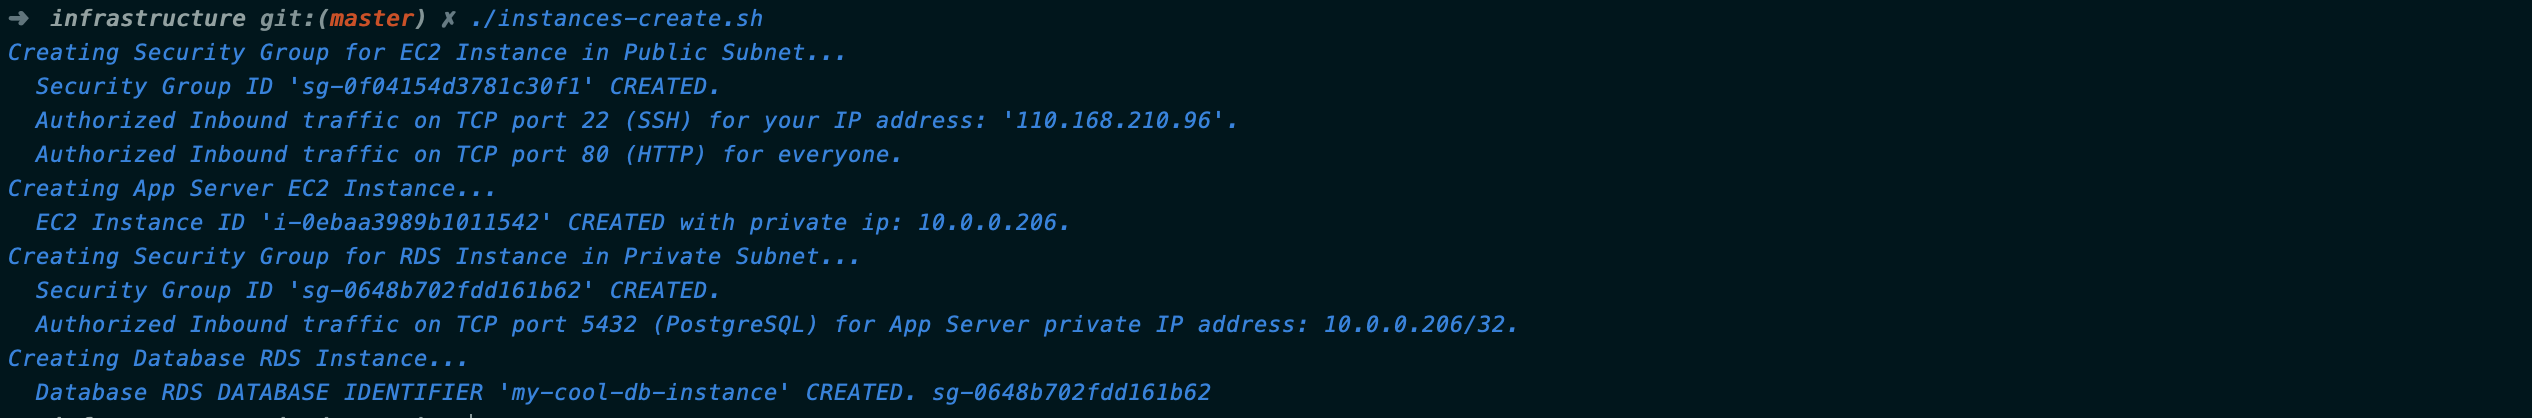 ➜  infrastructure git:(master) ✗ ./instances-create.sh
Creating Security Group for EC2 Instance in Public Subnet...
  Security Group ID 'sg-0f04154d3781c30f1' CREATED.
  Authorized Inbound traffic on TCP port 22 (SSH) for your IP address: '110.168.210.96'.
  Authorized Inbound traffic on TCP port 80 (HTTP) for everyone.
Creating App Server EC2 Instance...
  EC2 Instance ID 'i-0ebaa3989b1011542' CREATED with private ip: 10.0.0.206.
Creating Security Group for RDS Instance in Private Subnet...
  Security Group ID 'sg-0648b702fdd161b62' CREATED.
  Authorized Inbound traffic on TCP port 5432 (PostgreSQL) for App Server private IP address: 10.0.0.206/32.
Creating Database RDS Instance...
  Database RDS DATABASE IDENTIFIER 'my-cool-db-instance' CREATED. sg-0648b702fdd161b62